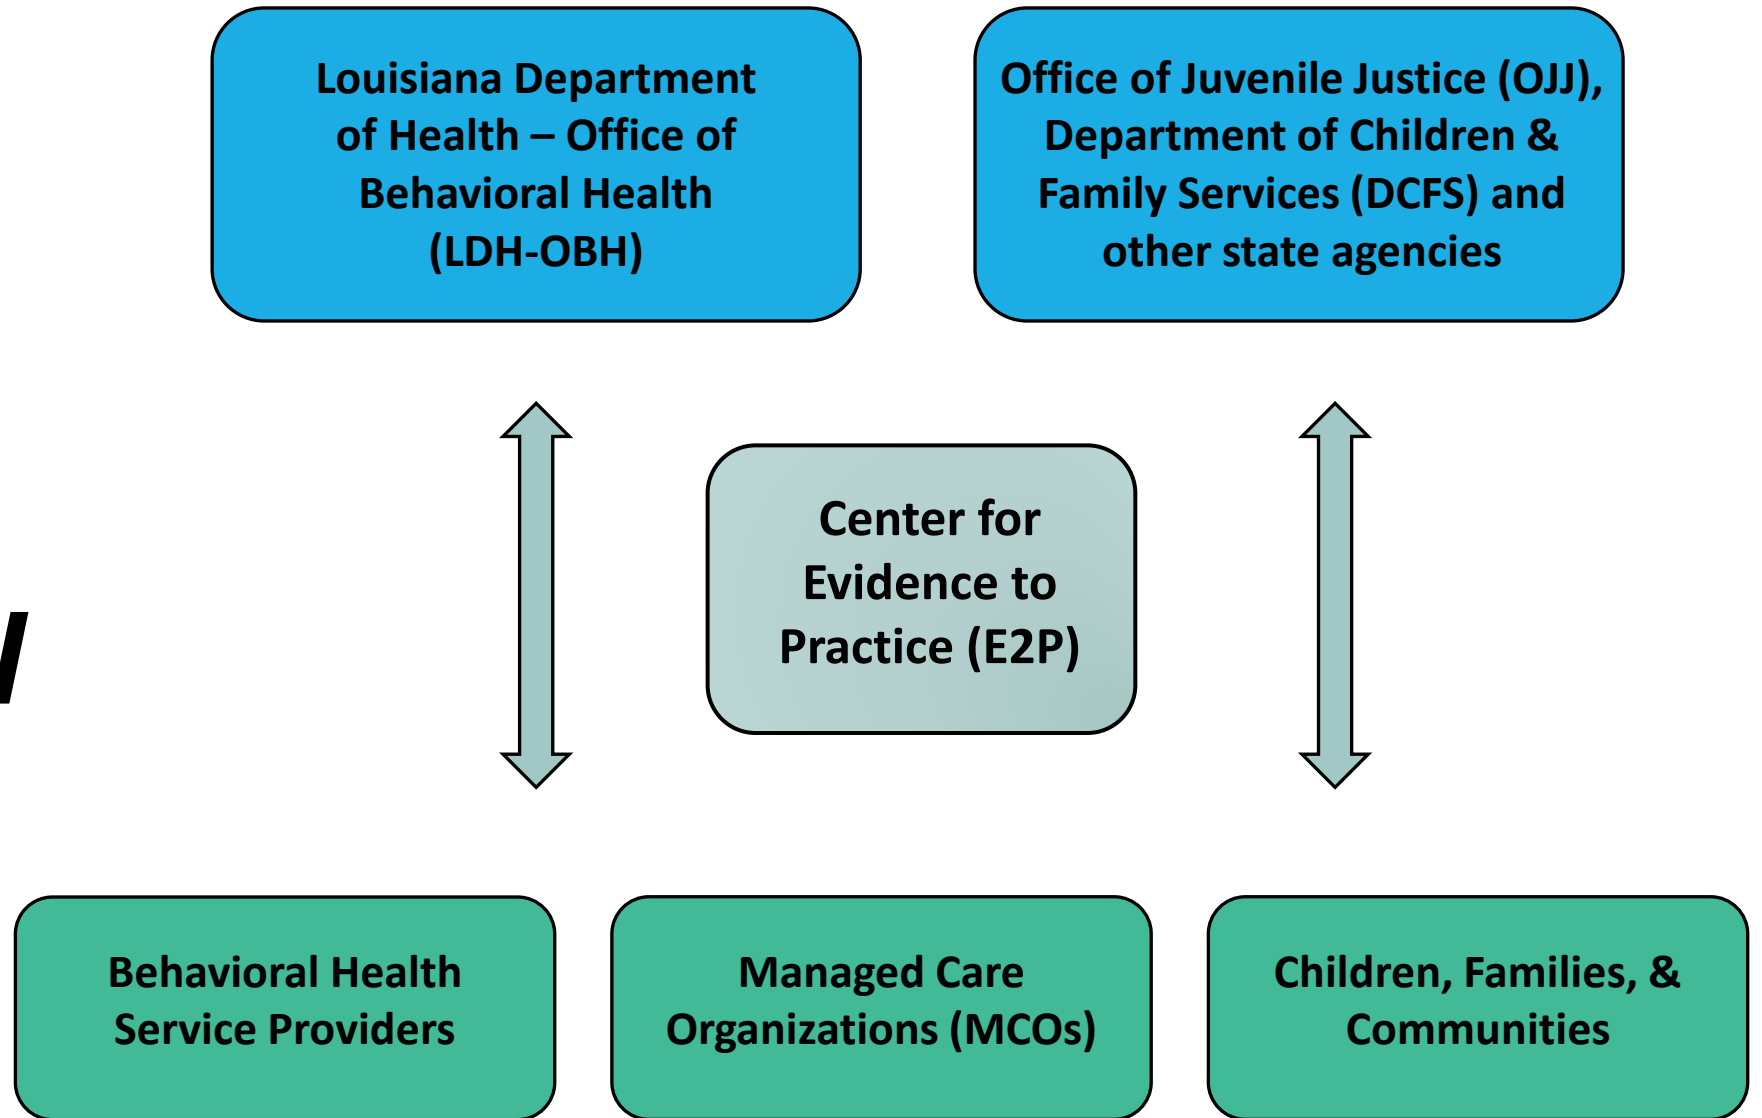 Louisiana Department
of Health – Office of
Behavioral Health
(LDH-OBH)
Office of Juvenile Justice (OJJ),
Department of Children &
Family Services (DCFS) and
other state agencies
Center for
Evidence to
Practice (E2P)
Behavioral Health
Service Providers
Managed Care
Organizations (MCOs)
Children, Families, &
Communities